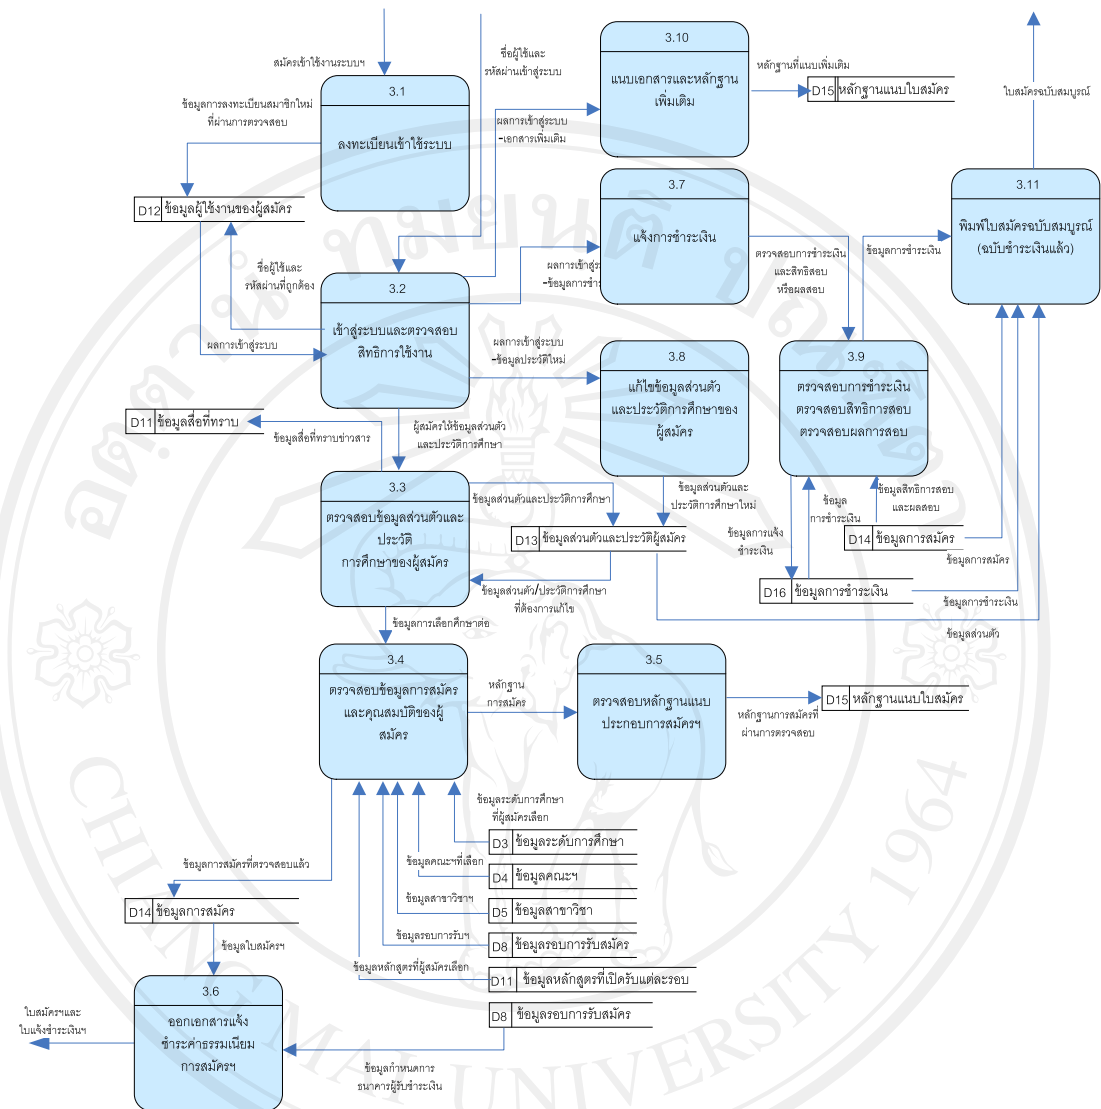 สมัครเข้าใช้งานระบบฯ
ชื่อผู้ใช้และ
รหัสผ่านเข้าสู่ระบบ
3.10
แนบเอกสารและหลักฐาน
เพิ่มเติม
หลักฐานที่แนบเพิ่มเติม
D15 หลักฐานแนบใบสมัคร
ใบสมัครฉบับสมบูรณ์
3.1
ลงทะเบียนเข้าใช้ระบบ
ข้อมูลการลงทะเบียนสมาชิกใหม่
ที่ผ่านการตรวจสอบ
ผลการเข้าสู่ระบบ
-เอกสารเพิ่มเติม
D12 ข้อมูลผู้ใช้งานของผู้สมัคร
3.7
แจ้งการชำระเงิน
3.11
พิมพ์ใบสมัครฉบับสมบูรณ์
(ฉบับชำระเงินแล้ว)
ชื่อผู้ใช้และ
รหัสผ่านที่ถูกต้อง
ผลการเข้าสู่ระบบ
3.2
เข้าสู่ระบบและตรวจสอบ
สิทธิการใช้งาน
ผลการเข้าสู่ระ
-ข้อมูลการชำ
ตรวจสอบการชำระเงิน
และสิทธิสอบ
หรือผลสอบ
ข้อมูลการชำระเงิน
ผลการเข้าสู่ระบบ
-ข้อมูลประวัติใหม่
3.8
แก้ไขข้อมูลส่วนตัว
และประวัติการศึกษาของ
ผู้สมัคร
3.9
ตรวจสอบการชำระเงิน
ตรวจสอบสิทธิการสอบ
ตรวจสอบผลการสอบ
D11 ข้อมูลสื่อที่ทราบ
ข้อมูลสื่อที่ทราบข่าวสาร
ผู้สมัครให้ข้อมูลส่วนตัว
และประวัติการศึกษา
3.3
ตรวจสอบข้อมูลส่วนตัวและ
ประวัติ
การศึกษาของผู้สมัคร
ข้อมูลส่วนตัวและประวัติการศึกษา
ข้อมูลส่วนตัวและ
ประวัติการศึกษาใหม่
D13 ข้อมูลส่วนตัวและประวัติผู้สมัคร
ข้อมูลการแจ้ง
ชำระเงิน
ข้อมูล
การชำระเงิน
ข้อมูลสิทธิการสอบ
และผลสอบ
D14 ข้อมูลการสมัคร
ข้อมูลการสมัคร
D16 ข้อมูลการชำระเงิน
ข้อมูลการชำระเงิน
ข้อมูลส่วนตัว
ข้อมูลส่วนตัว/ประวัติการศึกษา
ที่ต้องการแก้ไข
ข้อมูลการเลือกศึกษาต่อ
3.4
ตรวจสอบข้อมูลการสมัคร
และคุณสมบัติของผู้
สมัคร
หลักฐาน
การสมัคร
3.5
ตรวจสอบหลักฐานแนบ
ประกอบการสมัครฯ
หลักฐานการสมัครที่
ผ่านการตรวจสอบ
D15 หลักฐานแนบใบสมัคร
ข้อมูลระดับการศึกษา
ที่ผู้สมัครเลือก
D3 ข้อมูลระดับการศึกษา
ข้อมูลคณะฯที่เลือก
D4 ข้อมูลคณะฯ
ข้อมูลสาขาวิชาฯ
D5 ข้อมูลสาขาวิชา
ข้อมูลรอบการรับฯ
D8 ข้อมูลรอบการรับสมัคร
ข้อมูลหลักสูตรที่ผู้สมัครเลือก
D11 ข้อมูลหลักสูตรที่เปิดรับแต่ละรอบ
D8 ข้อมูลรอบการรับสมัคร
ข้อมูลการสมัครที่ตรวจสอบแล้ว
D14 ข้อมูลการสมัคร
ข้อมูลใบสมัครฯ
3.6
ออกเอกสารแจ้ง
ชำระค่าธรรมเนียม
การสมัครฯ
ใบสมัครฯและ
ใบแจ้งชำระเงินฯ
ข้อมูลกำหนดการ
ธนาคารผู้รับชำระเงิน
CHIANG MAI UNIVERSITY 1964